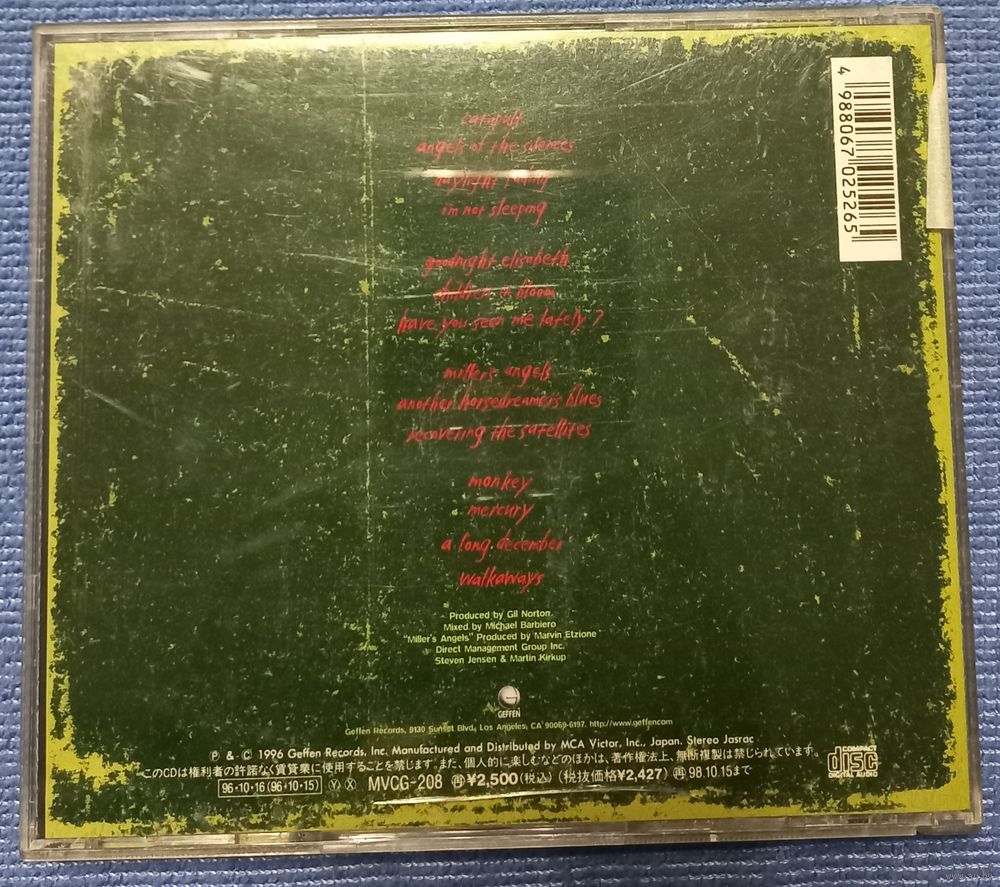 catapult
angels of the silences
daylight fading
i'm not sleeping
goodnight elisabeth
children in bloom
have you seen me lately?
miller's angels
another horsedreamer's blues
recovering the satellites
monkey
mercury
a long december
walkaways
Produced by Gil Norton
Mixed by Michael Barbiero
"Miller's Angels" Produced by Marvin Etzione
Direct Management Group Inc.
Steven Jensen & Martin Kirkup
GEFFEN
Geffen Records, 9130 Sunset Blvd., Los Angeles, CA 90069-6197. http://www.geffencom
Ⓟ & Ⓒ 1996 Geffen Records, Inc. Manufactured and Distributed by MCA Victor, Inc., Japan. Stereo Jasrac
このCDは権利者の許諾なく賃貸業に使用することを禁じます。また、個人的に楽しむなどのほかは、著作権法上、無断複製は禁じられています。
96・10・16(96・10・15) Ⓨ Ⓧ MVCG-208 ㊢¥2,500(税込)(税抜価格¥2,427) ㊢98.10.15まで
COMPACT
disc
DIGITAL AUDIO
4 988067 025265